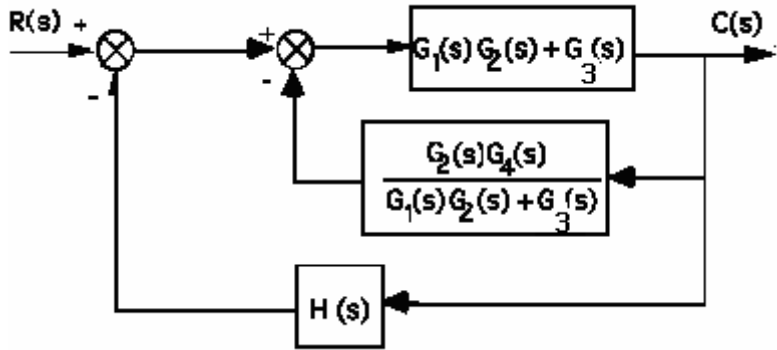 R(s) + + G₁(s)G₂(s)+G₃(s) C(s)
- -
G₂(s)G₄(s)
G₁(s)G₂(s)+G₃(s)
H(s)